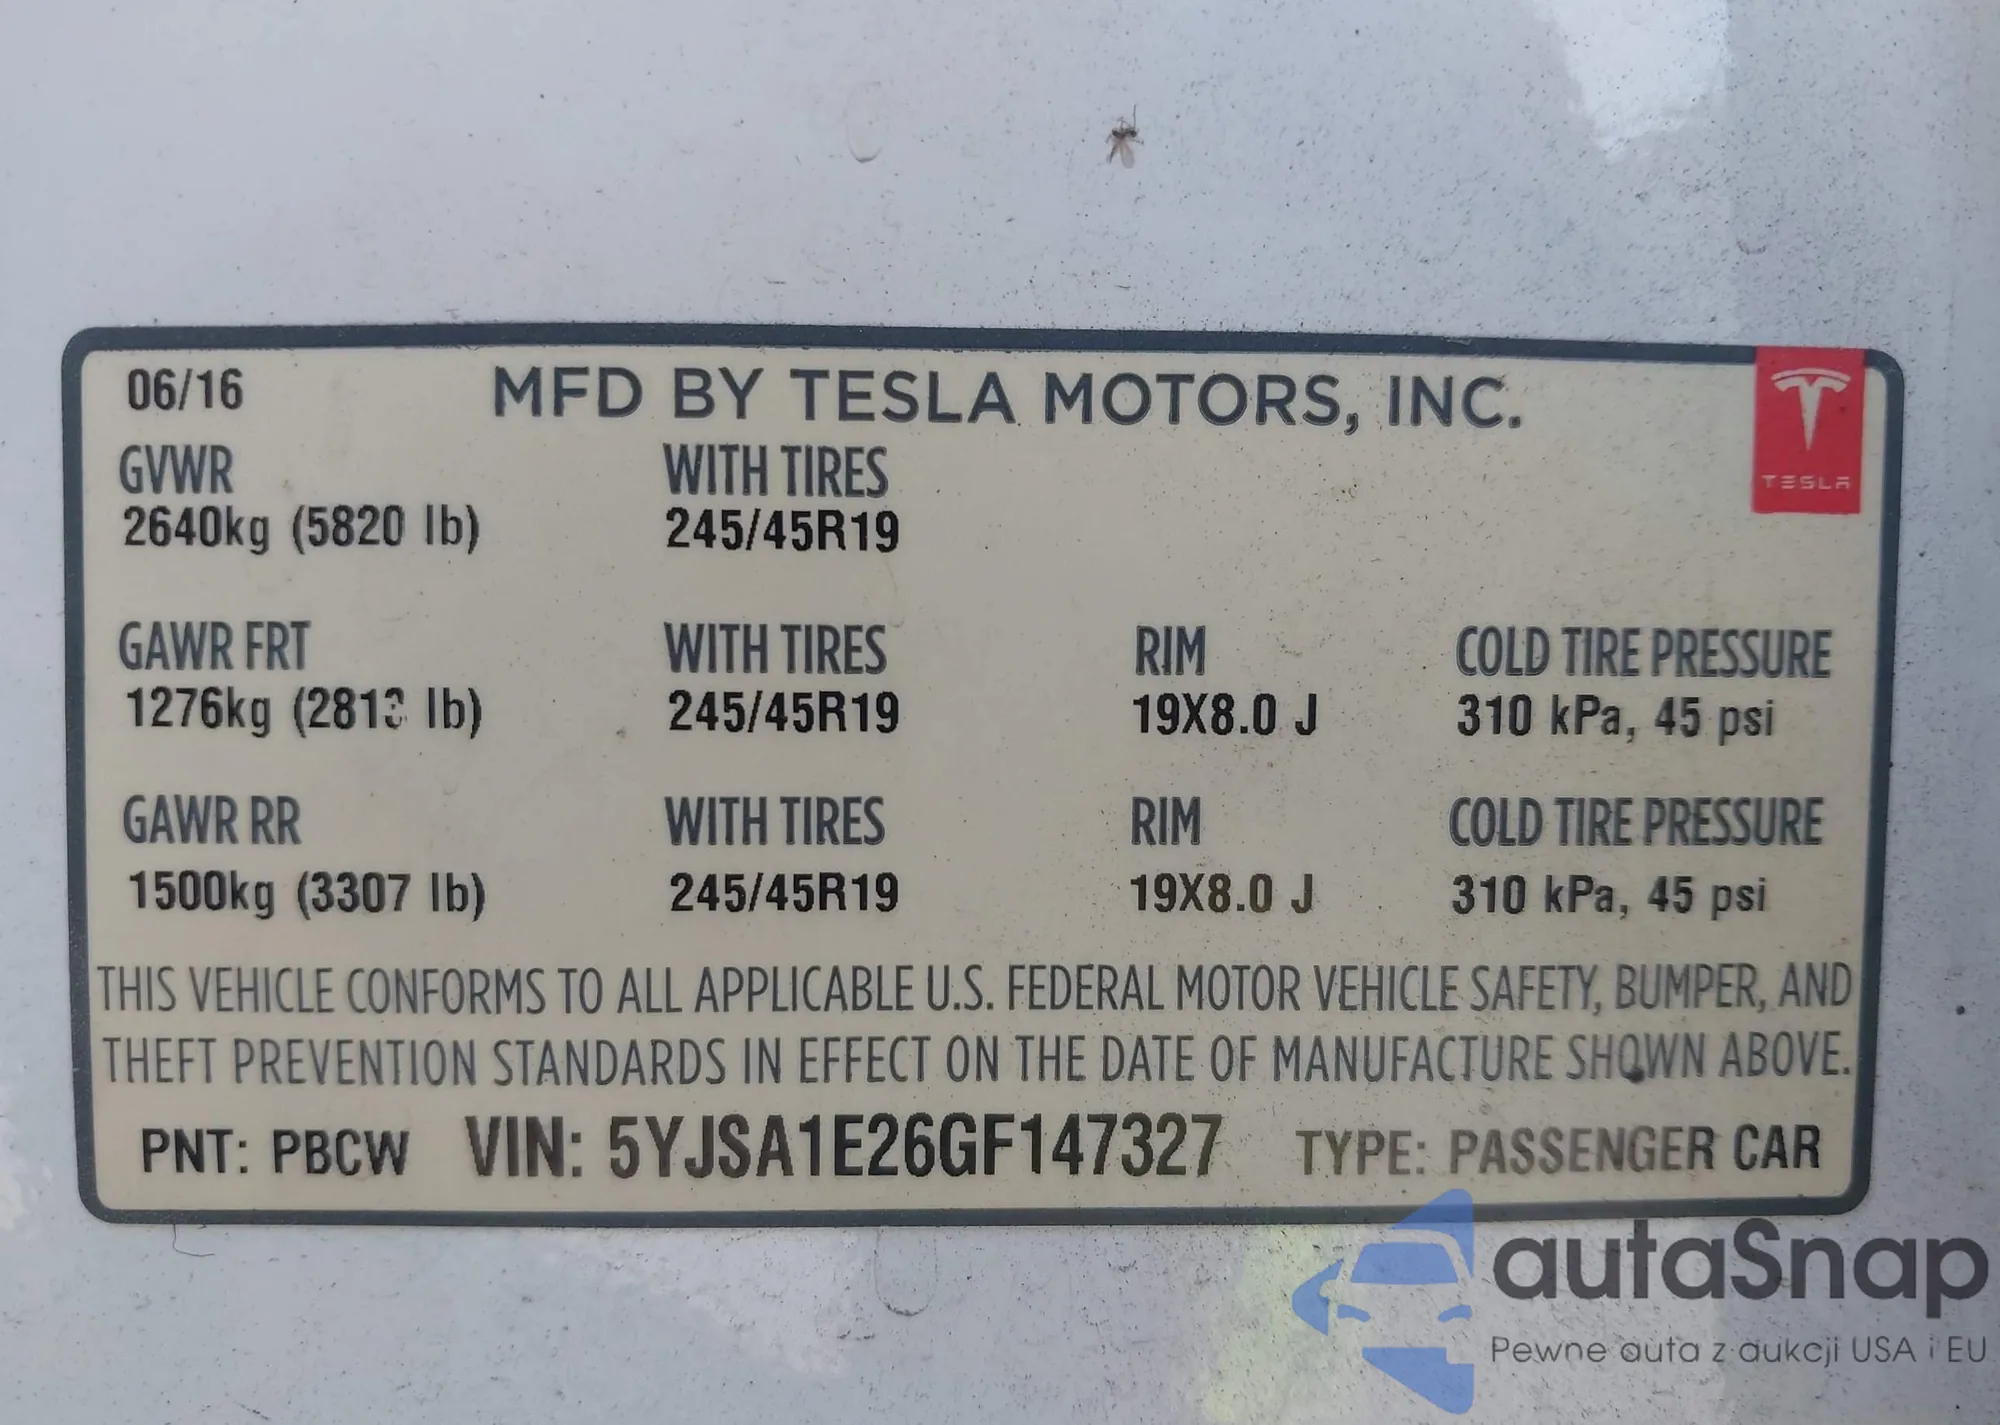 06/16 MFD BY TESLA MOTORS, INC.
TESLA
GVWR WITH TIRES
2640kg (5820 lb) 245/45R19
GAWR FRT WITH TIRES RIM COLD TIRE PRESSURE
1276kg (2813 lb) 245/45R19 19X8.0 J 310 kPa, 45 psi
GAWR RR WITH TIRES RIM COLD TIRE PRESSURE
1500kg (3307 lb) 245/45R19 19X8.0 J 310 kPa, 45 psi
THIS VEHICLE CONFORMS TO ALL APPLICABLE U.S. FEDERAL MOTOR VEHICLE SAFETY, BUMPER, AND
THEFT PREVENTION STANDARDS IN EFFECT ON THE DATE OF MANUFACTURE SHOWN ABOVE.
PNT: PBCW VIN: 5YJSA1E26GF147327 TYPE: PASSENGER CAR
autaSnap
Pewne auta z aukcji USA i EU